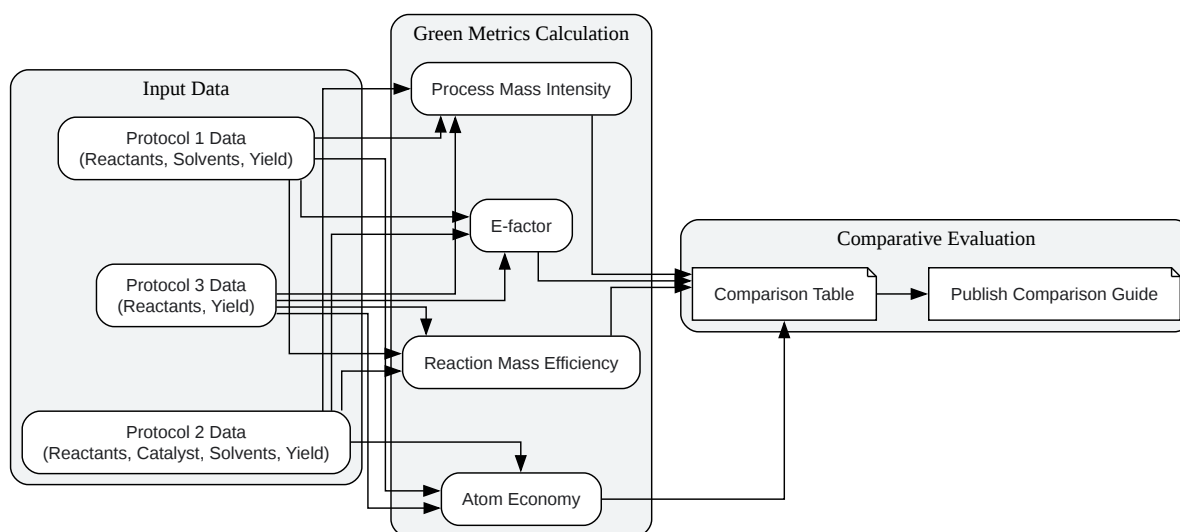 Input Data
Protocol 1 Data
(Reactants, Solvents, Yield)
Protocol 3 Data
(Reactants, Yield)
Protocol 2 Data
(Reactants, Catalyst, Solvents, Yield)
Green Metrics Calculation
Process Mass Intensity
E-factor
Reaction Mass Efficiency
Atom Economy
Comparative Evaluation
Comparison Table
Publish Comparison Guide